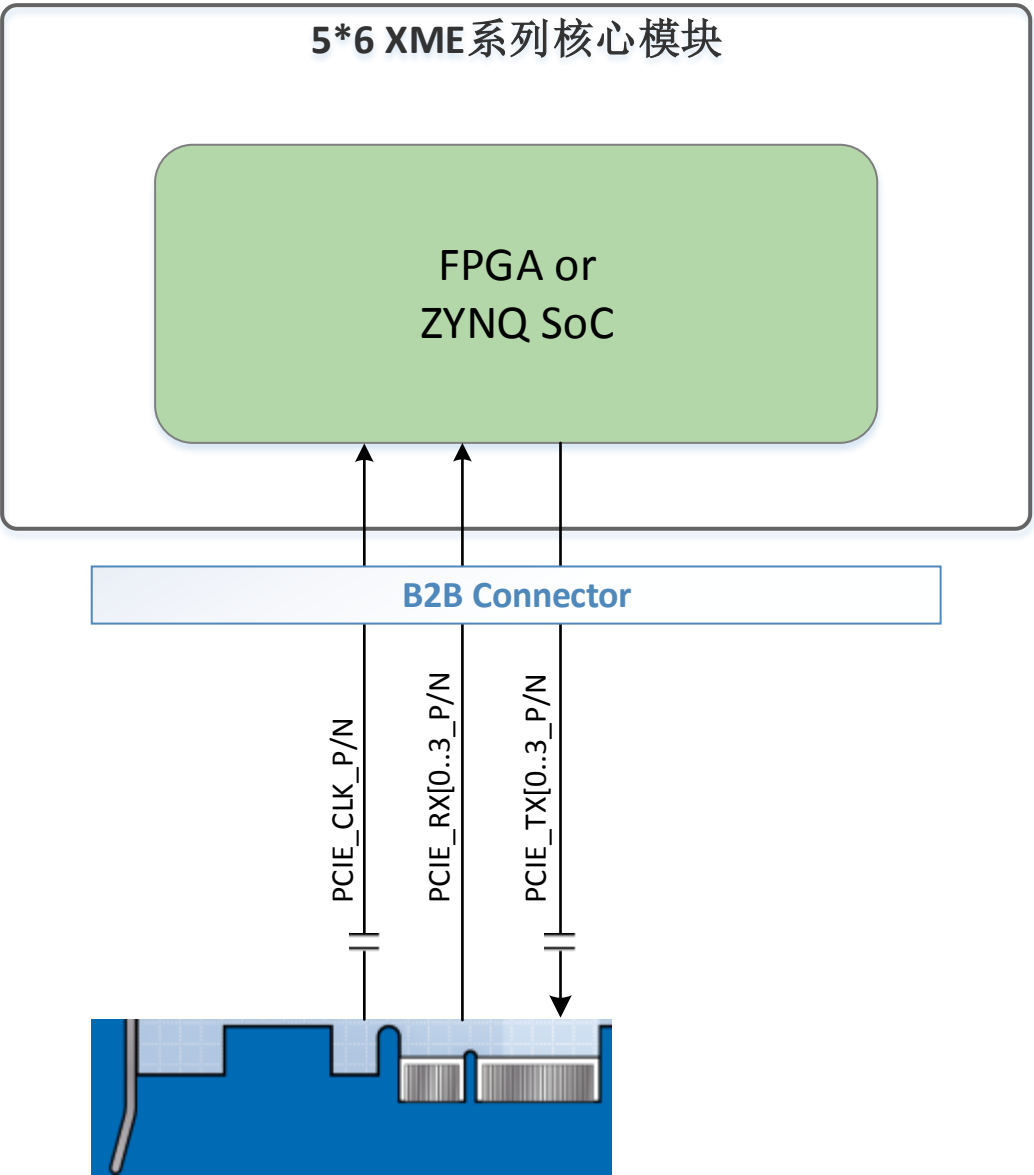 5*6 XME系列核心模块
FPGA or
ZYNQ SoC
B2B Connector
PCIE_CLK_P/N
PCIE_RX[0..3_P/N
PCIE_TX[0..3_P/N